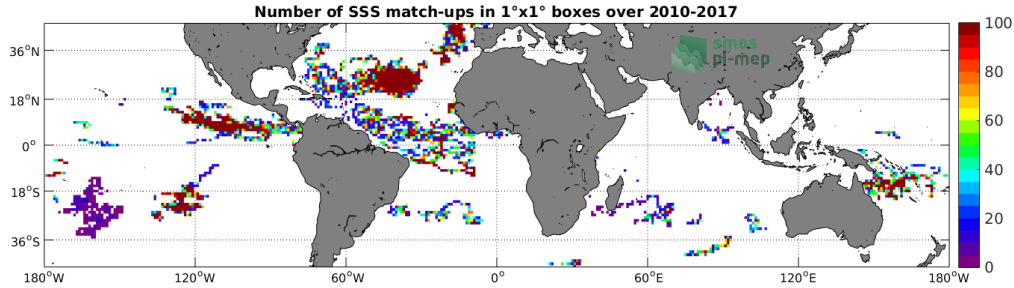 Number of SSS match-ups in 1°x1° boxes over 2010-2017
36°N
18°N
0°
18°S
36°S
180°W
120°W
60°W
0°
60°E
120°E
180°W
smos
pi-mep
100
80
60
40
20
0